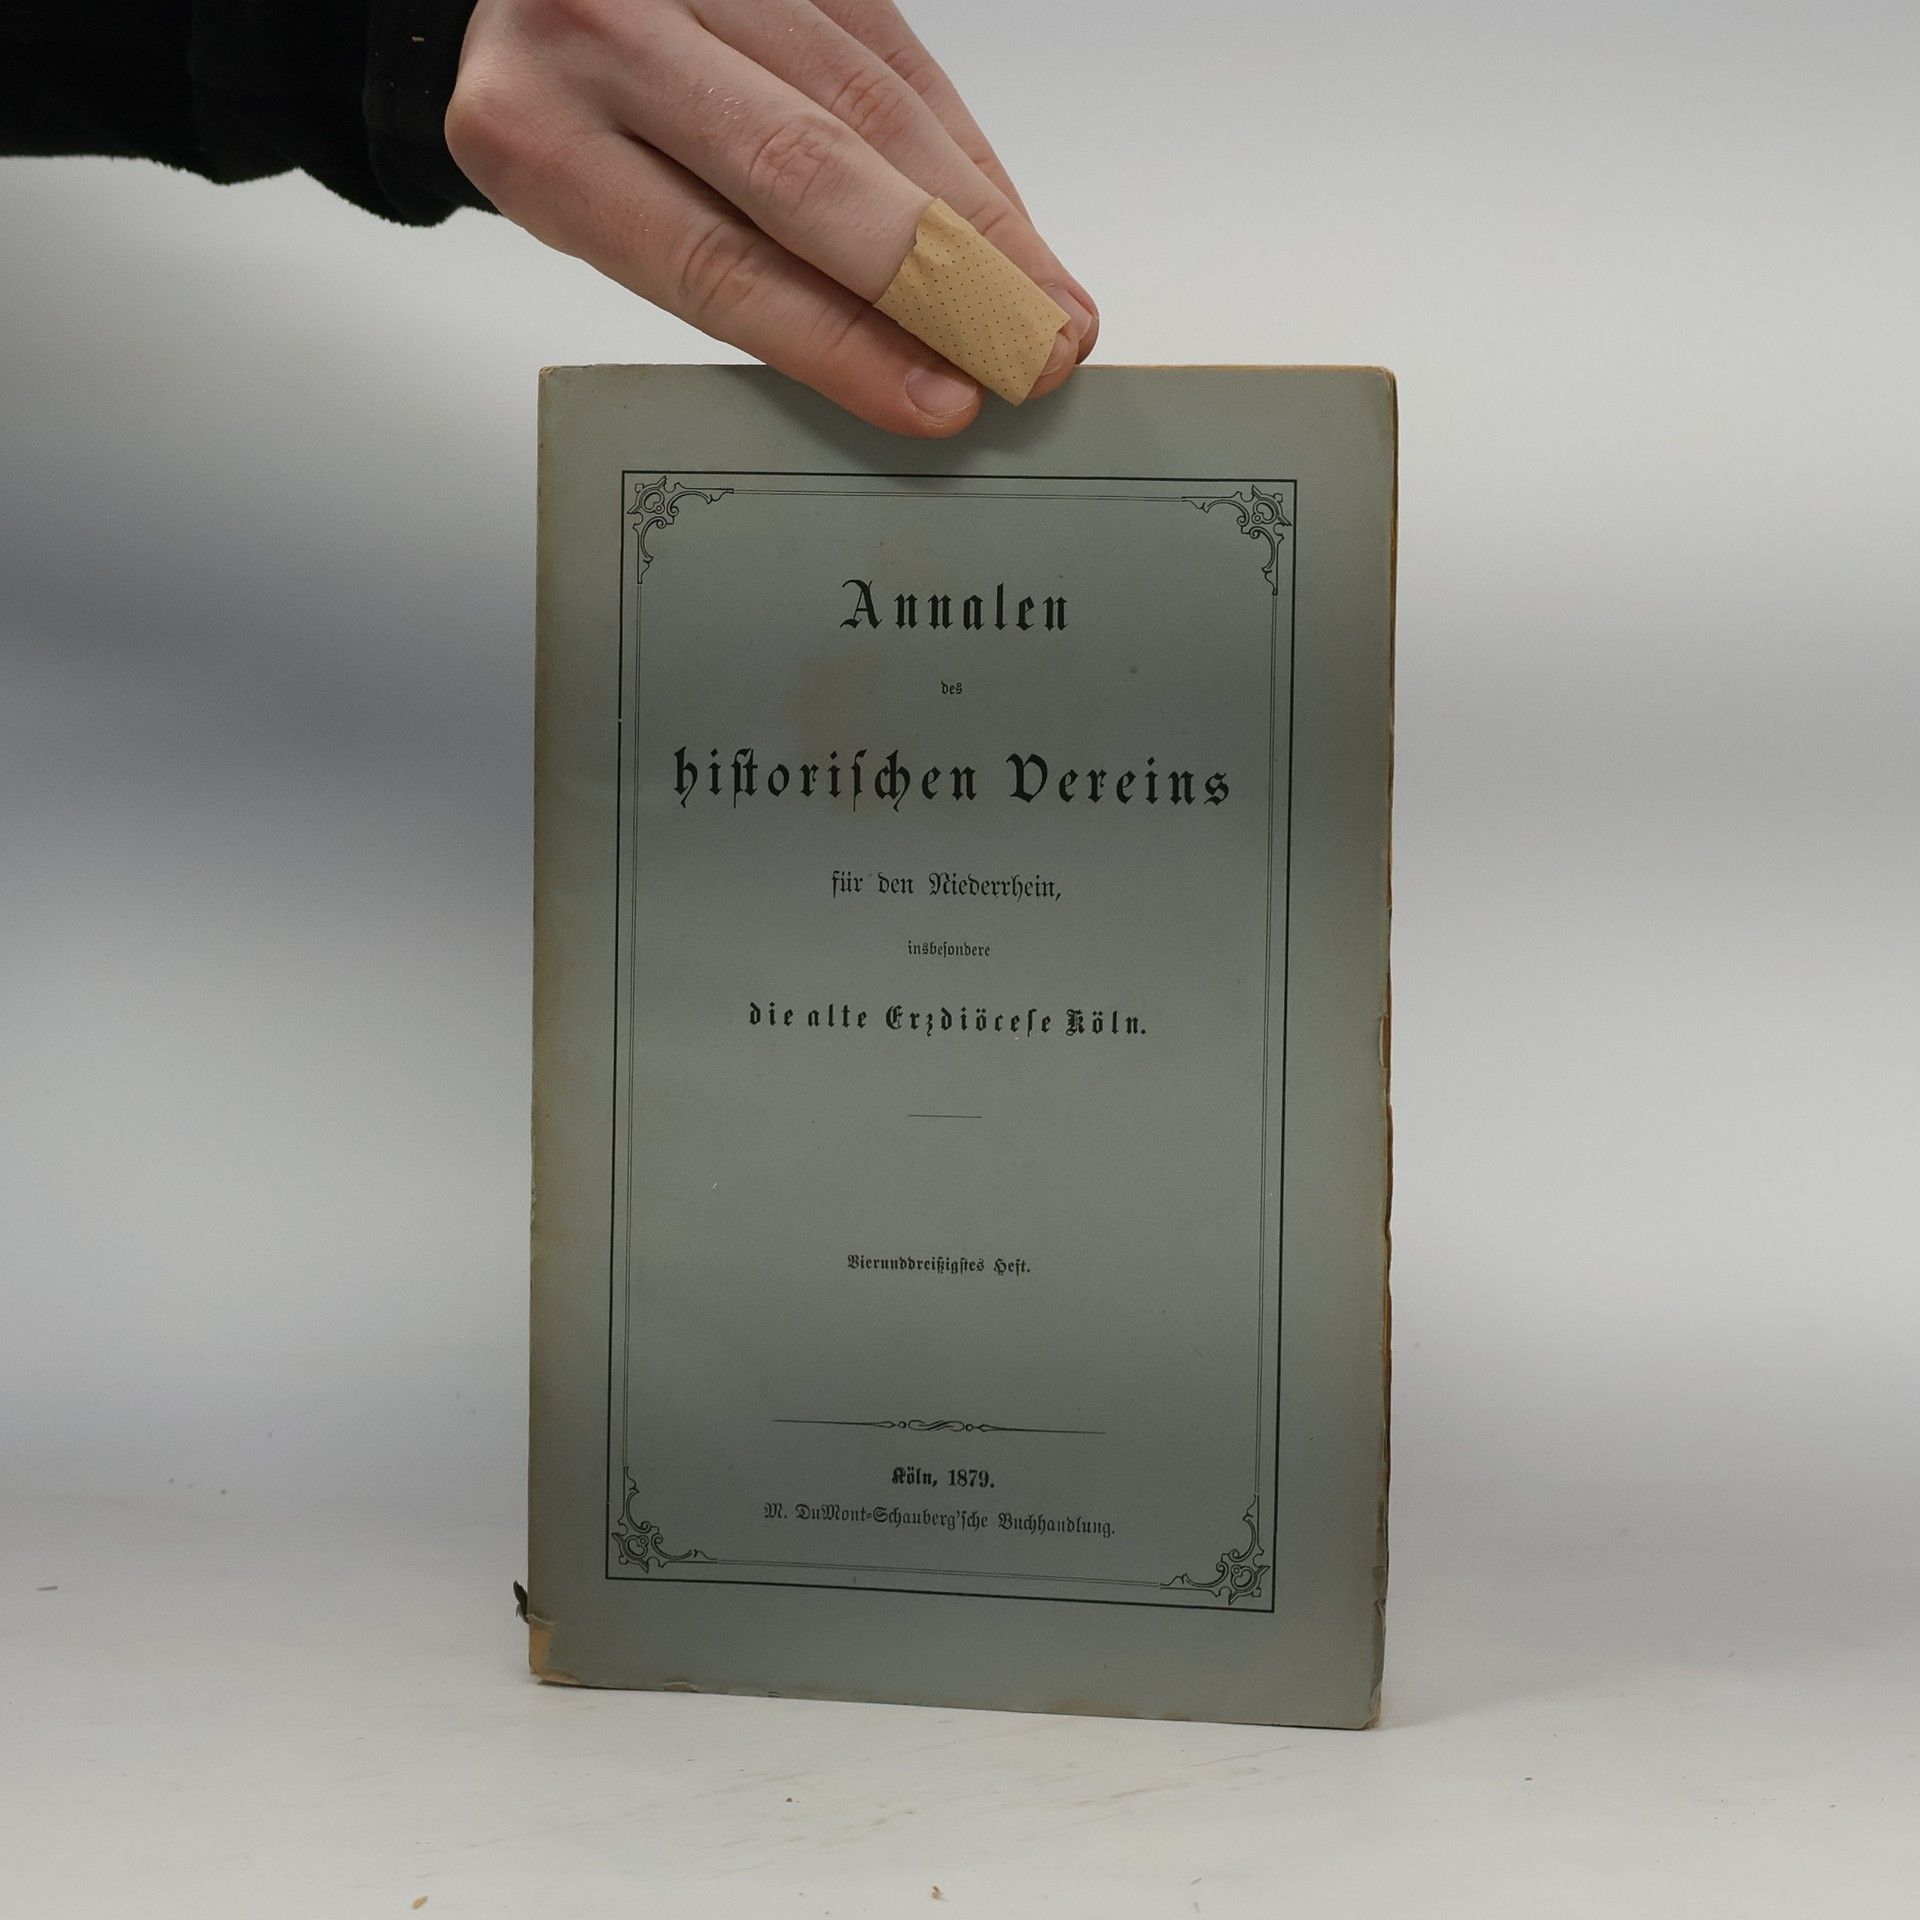 Annalen
des
hiſtoriſchen Vereins
für den Niederrhein,
insbeſondere
die alte Erzdiöceſe Köln.
Vierunddreißigſtes Heft.
Köln, 1879.
M. DuMont-Schauberg'ſche Buchhandlung.